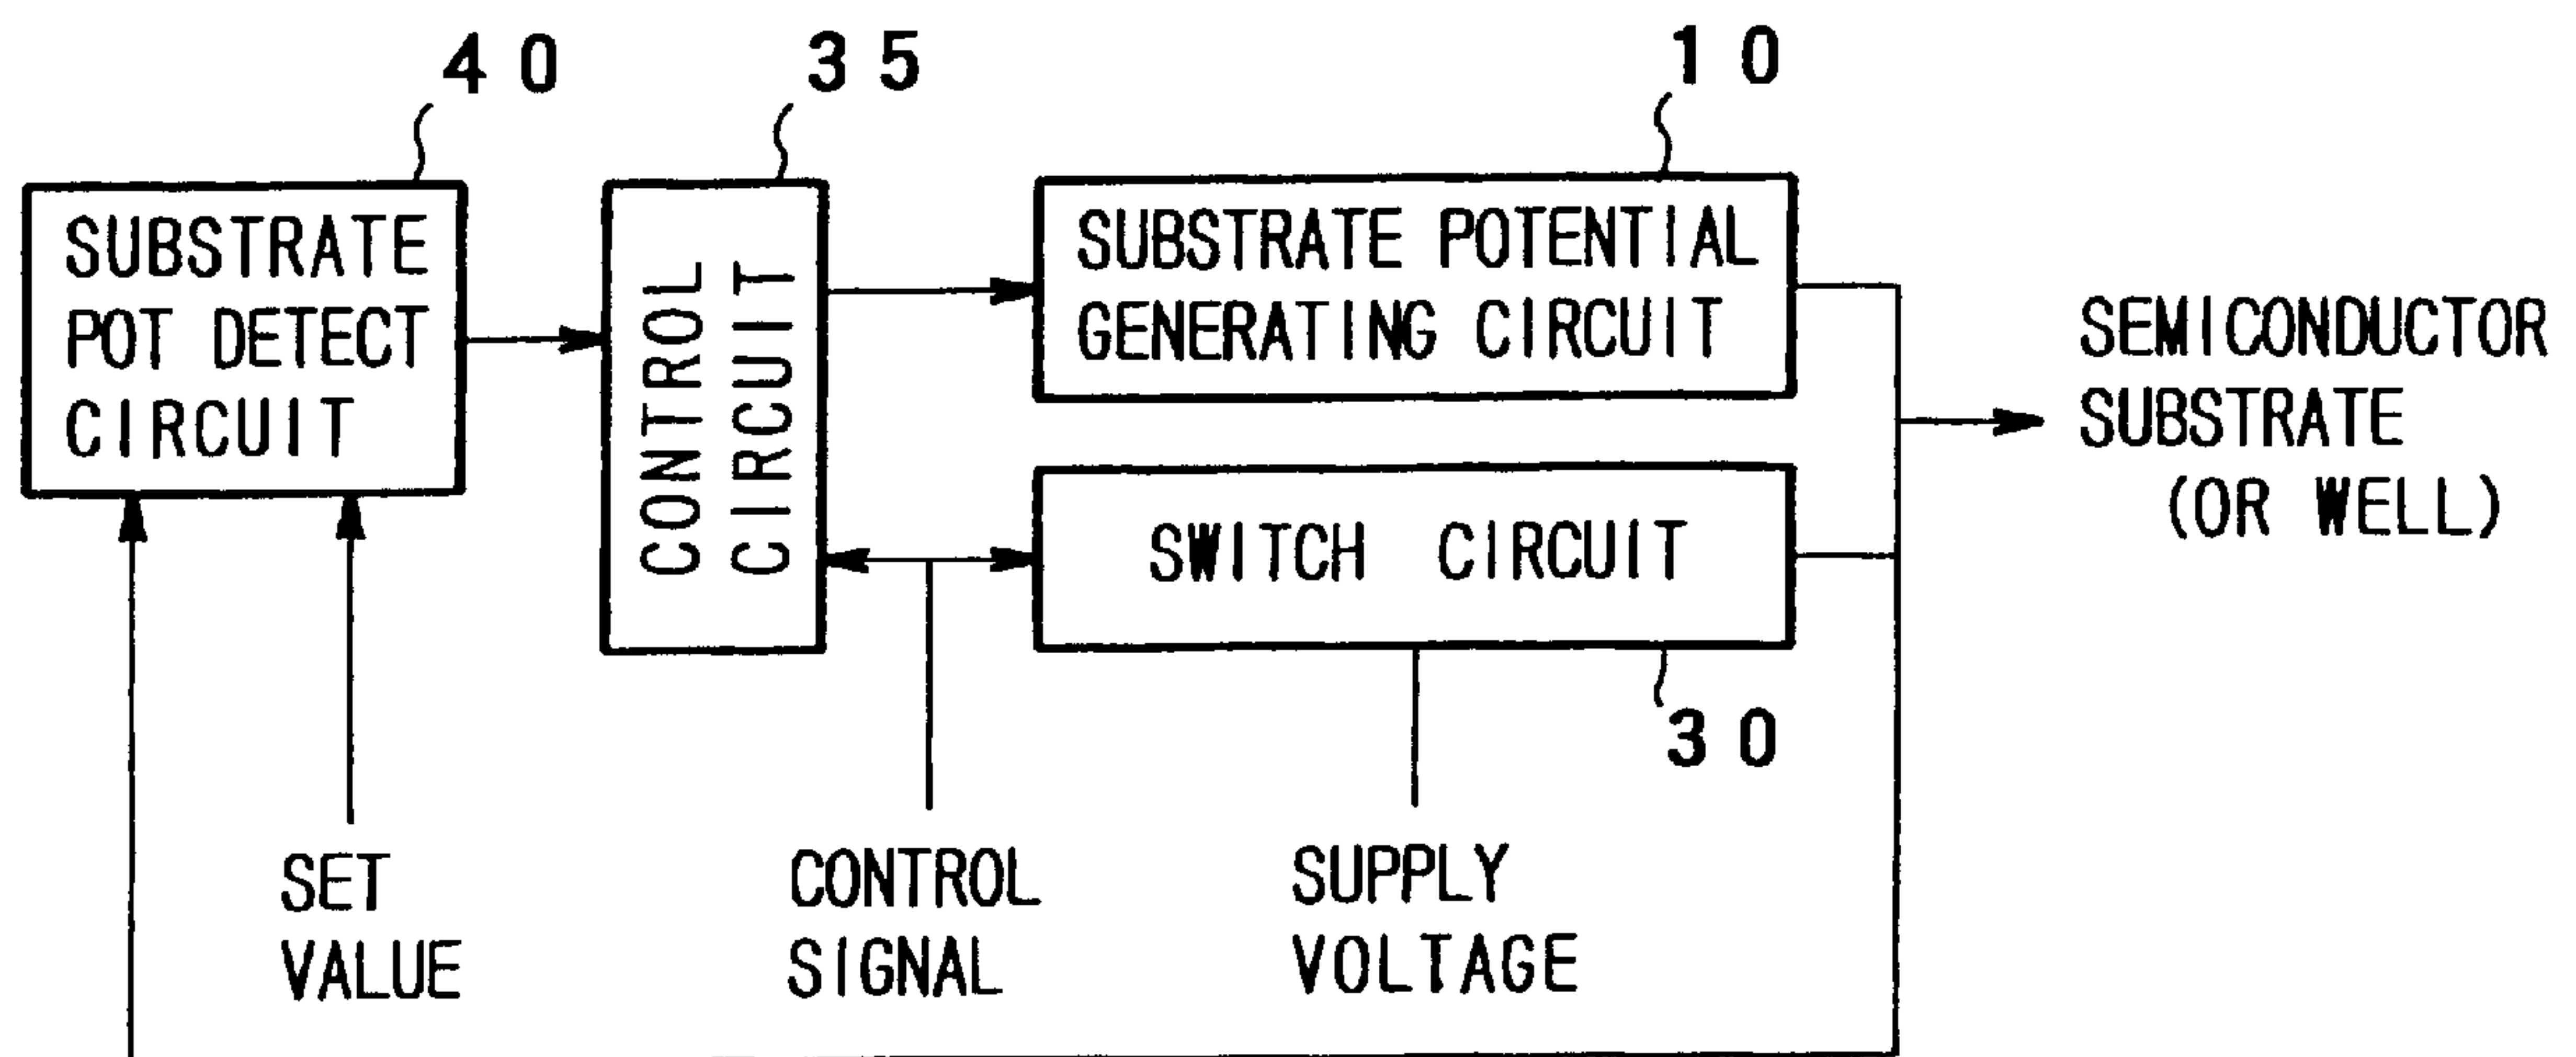 40
35
10
SUBSTRATE
POT DETECT
CIRCUIT
CONTROL
CIRCUIT
SUBSTRATE POTENTIAL
GENERATING CIRCUIT
SEMICONDUCTOR
SUBSTRATE
(OR WELL)
SWITCH CIRCUIT
30
SET
VALUE
CONTROL
SIGNAL
SUPPLY
VOLTAGE